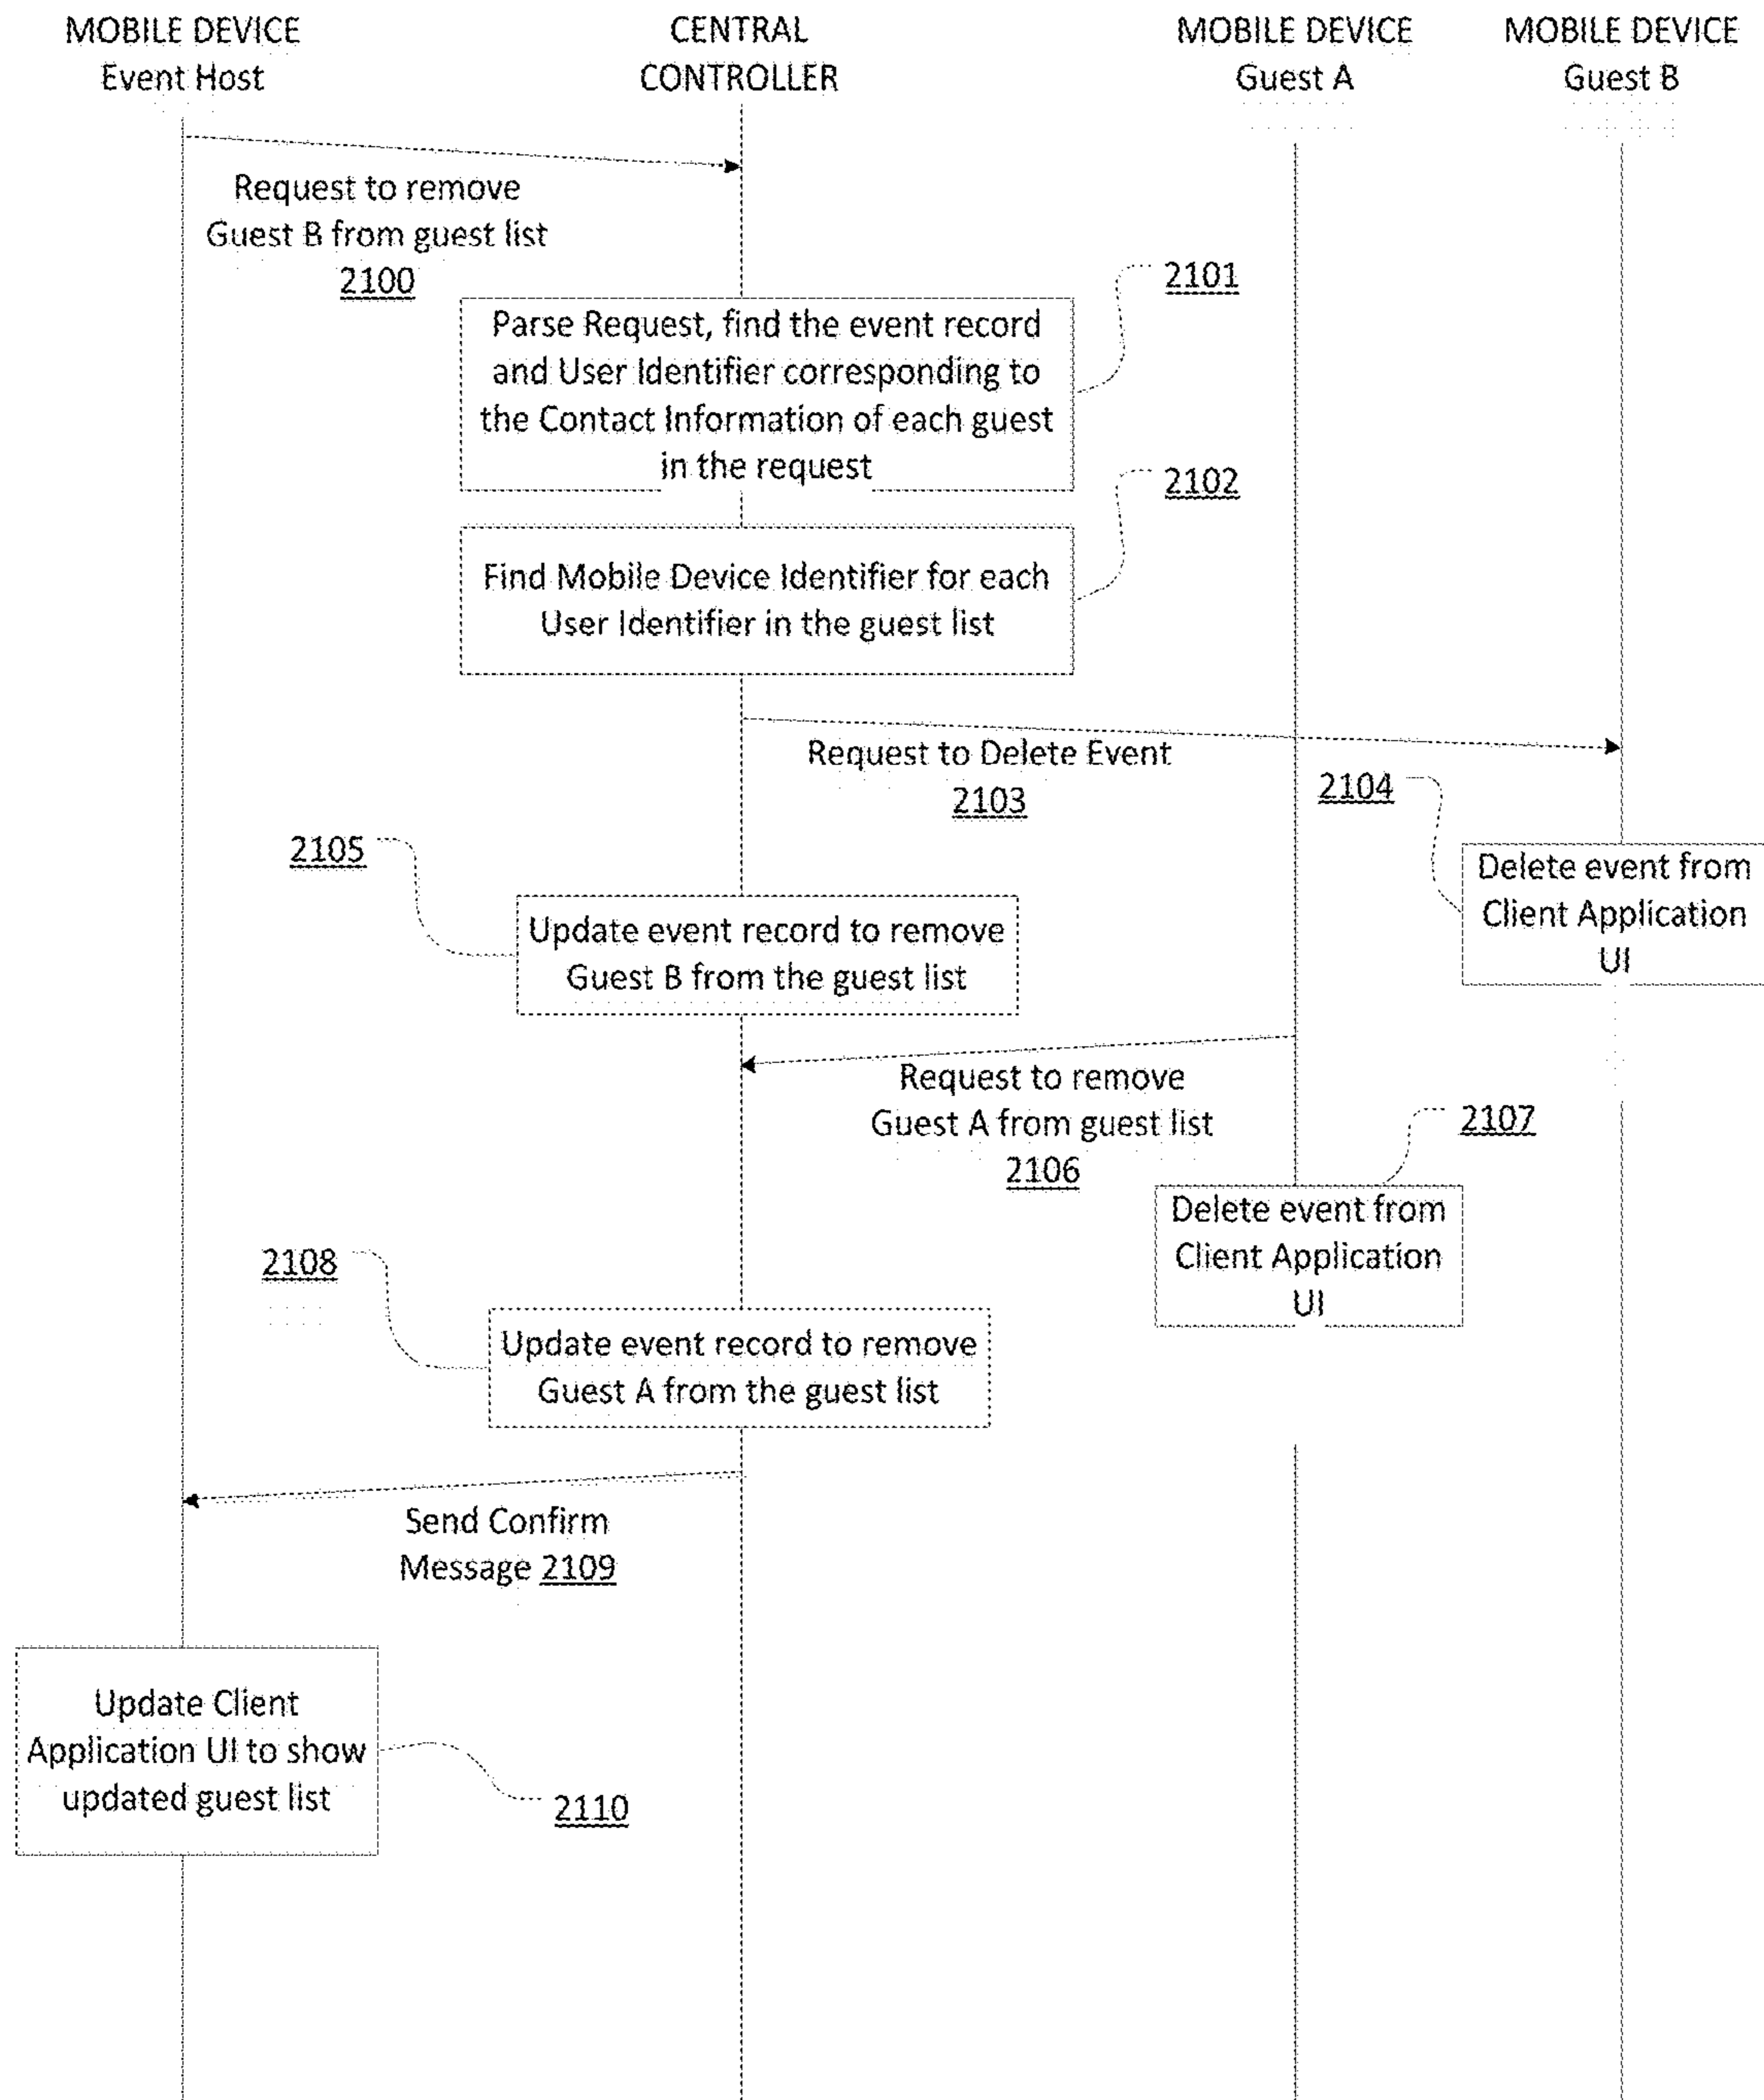 MOBILE DEVICE
Event Host
CENTRAL
CONTROLLER
MOBILE DEVICE
Guest A
MOBILE DEVICE
Guest B
Request to remove
Guest B from guest list
2100
2101
Parse Request, find the event record
and User Identifier corresponding to
the Contact Information of each guest
in the request
2102
Find Mobile Device Identifier for each
User Identifier in the guest list
Request to Delete Event
2103
2104
Delete event from
Client Application
UI
2105
Update event record to remove
Guest B from the guest list
Request to remove
Guest A from guest list
2106
2107
Delete event from
Client Application
UI
2108
Update event record to remove
Guest A from the guest list
Send Confirm
Message 2109
Update Client
Application UI to show
updated guest list
2110